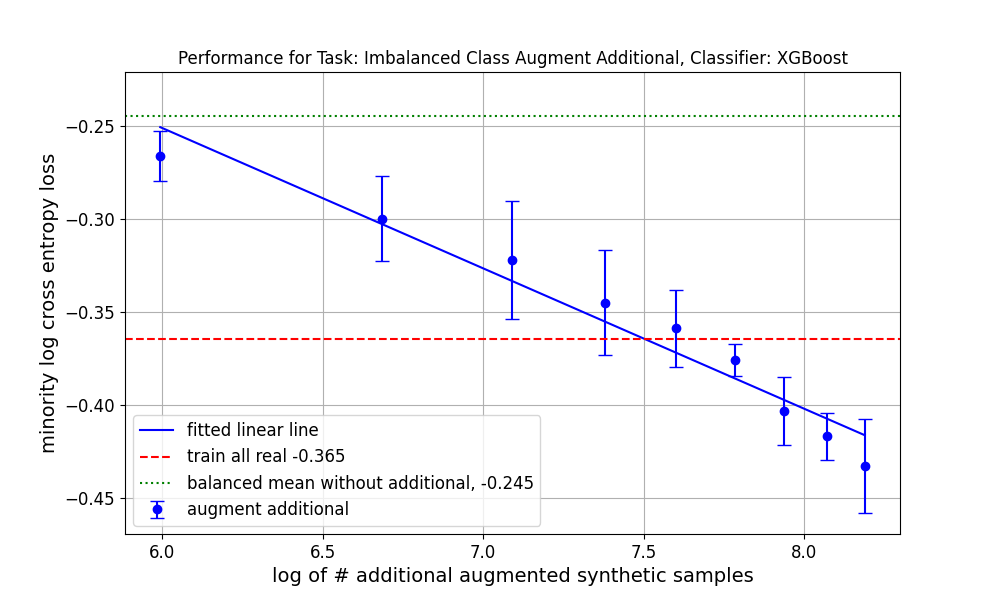 Performance for Task: Imbalanced Class Augment Additional, Classifier: XGBoost
minority log cross entropy loss
−0.25
−0.30
−0.35
−0.40
−0.45
fitted linear line
train all real -0.365
balanced mean without additional, -0.245
augment additional
6.0 6.5 7.0 7.5 8.0
log of # additional augmented synthetic samples